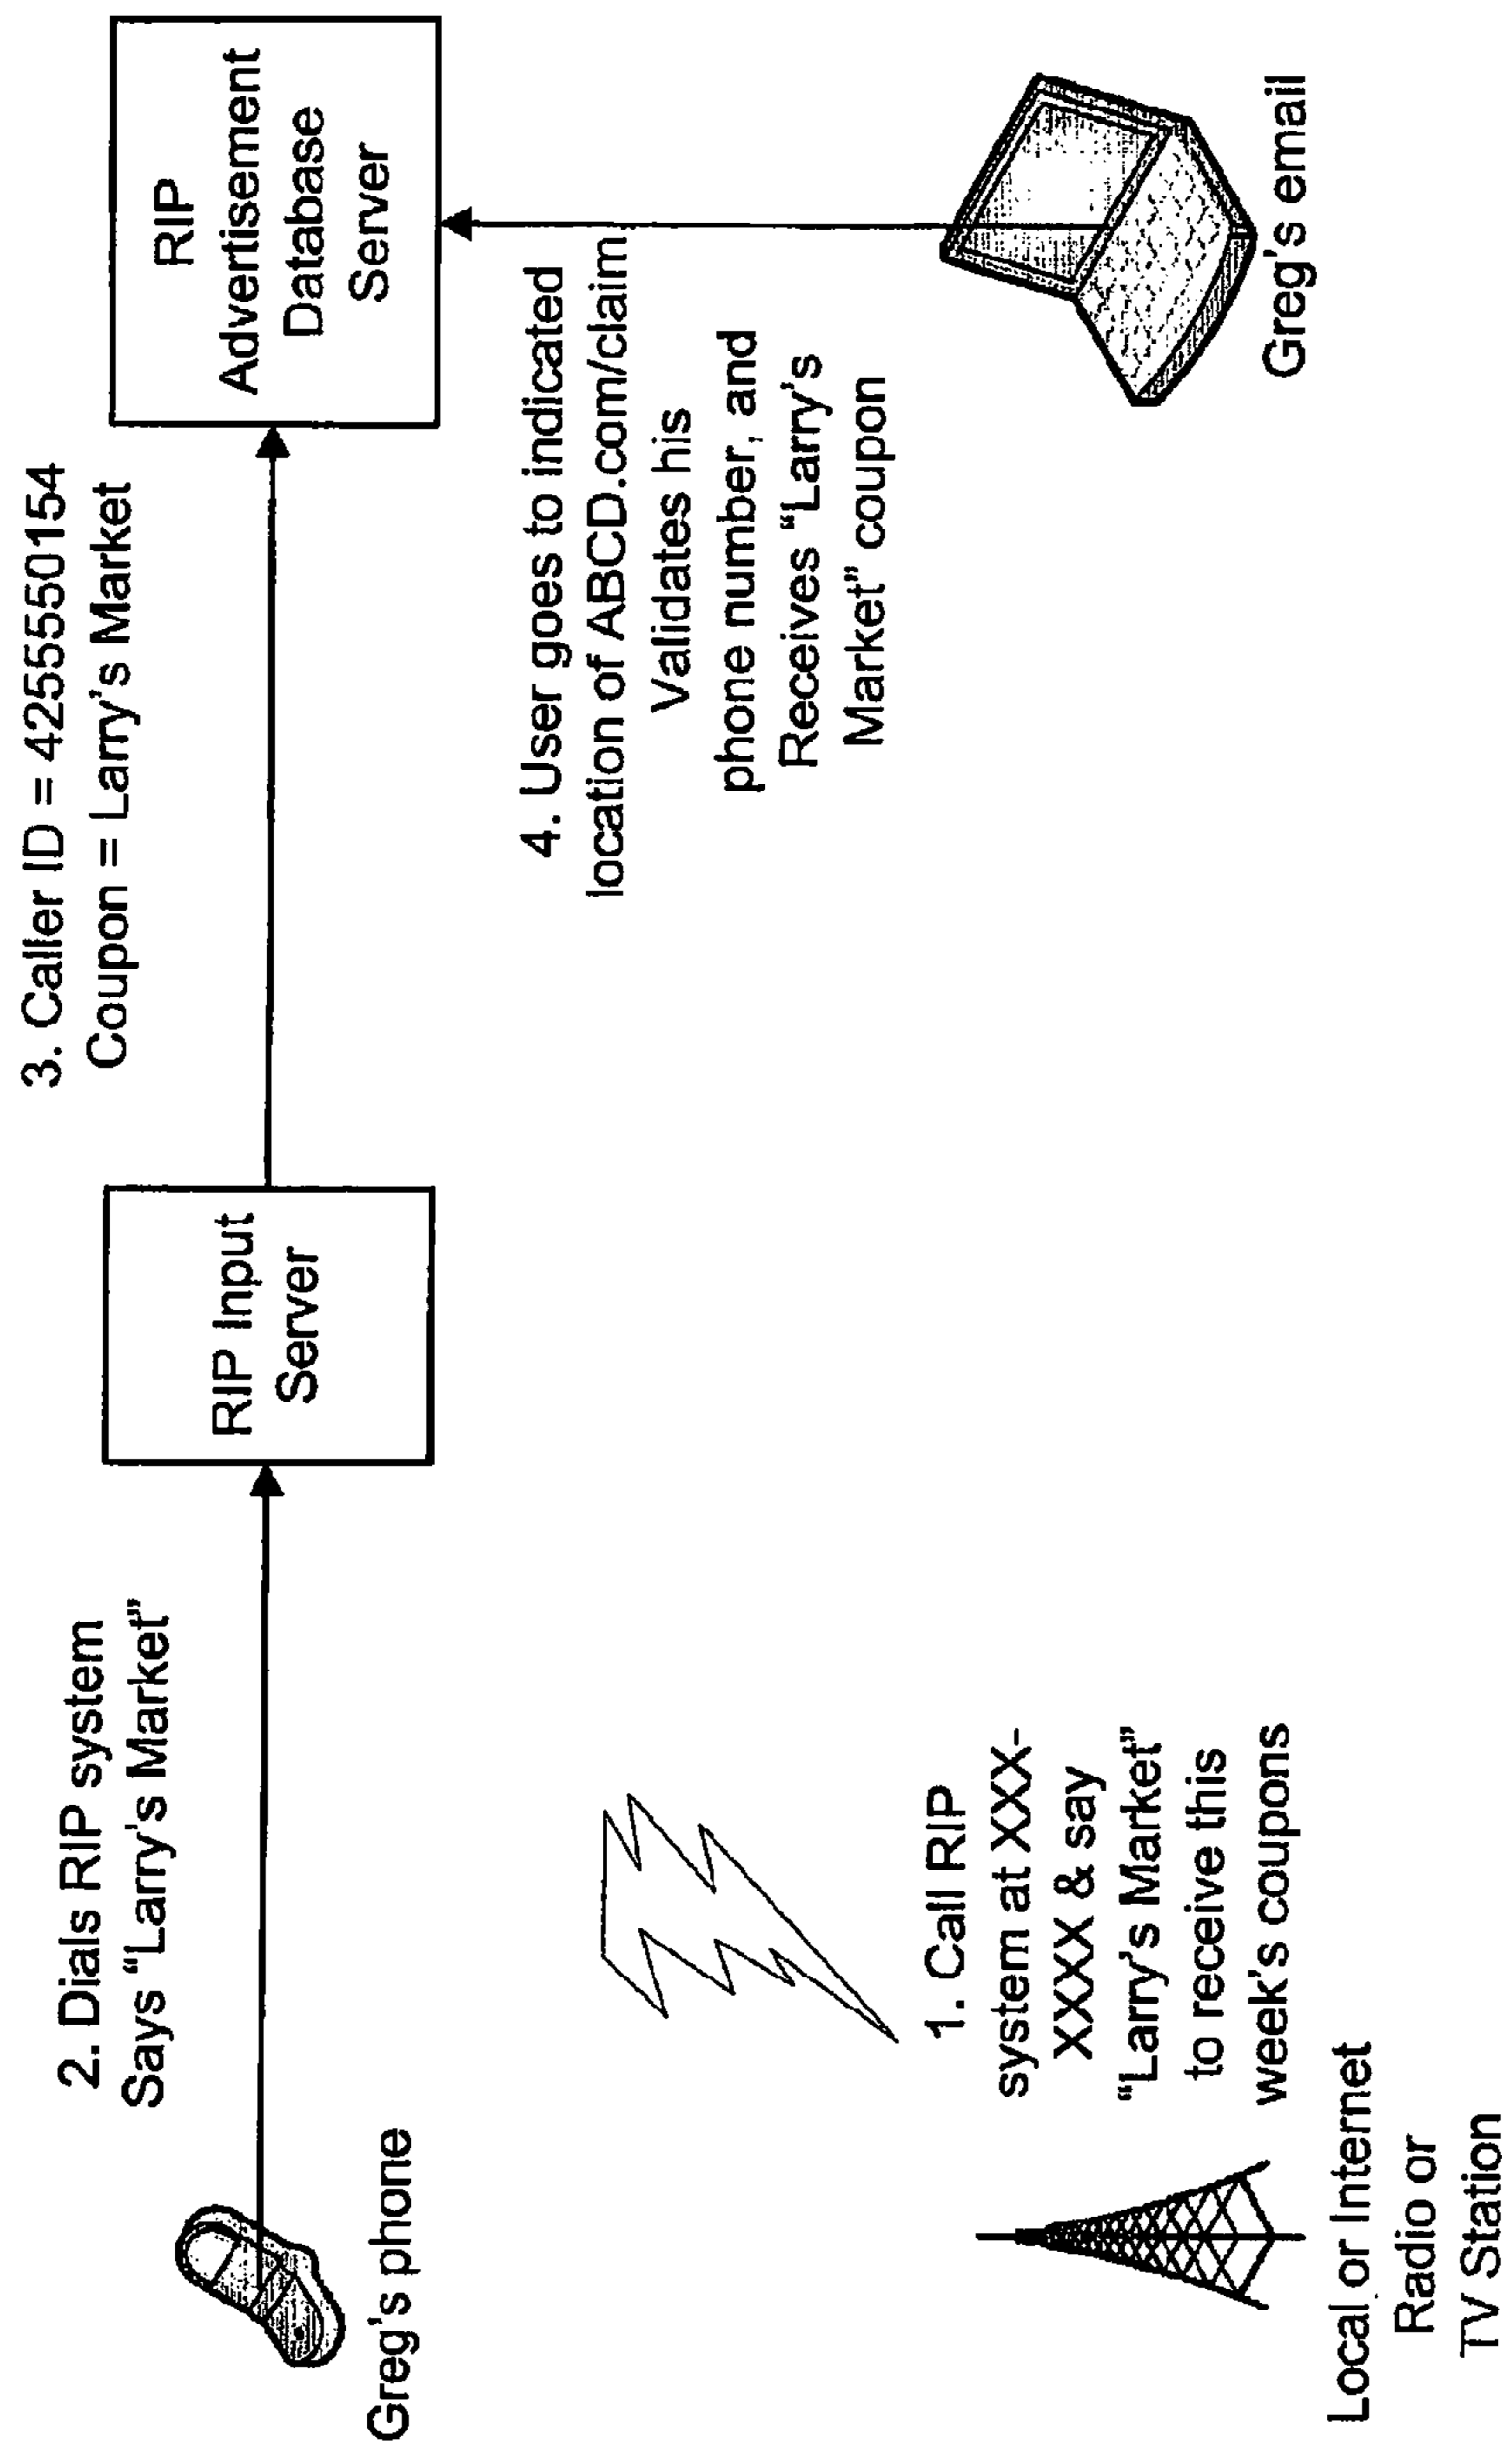 3. Caller ID = 4255550154
Coupon = Larry's Market
2. Dials RIP system
Says "Larry's Market"
RIP
Advertisement
Database
Server
RIP Input
Server
Greg's phone
4. User goes to indicated
location of ABCD.com/claim
Validates his
phone number, and
Receives "Larry's
Market" coupon
1. Call RIP
system at XXX-
XXXX & say
"Larry's Market"
to receive this
week's coupons
Greg's email
Local or Internet
Radio or
TV Station